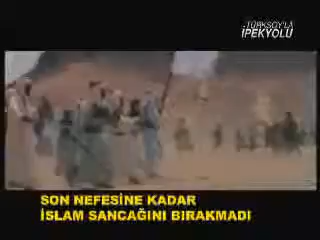 TÜRKSOY'LA
İPEKYOLU
SON NEFESİNE KADAR
İSLAM SANCAĞINI BIRAKMADI